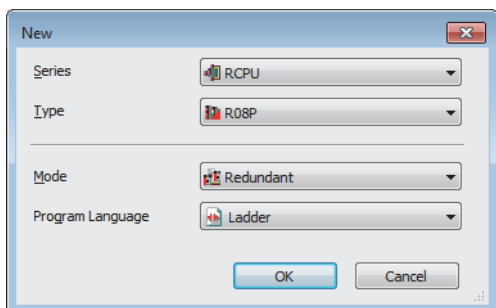 New
Series RCPU
Type R08P
Mode Redundant
Program Language Ladder
OK Cancel